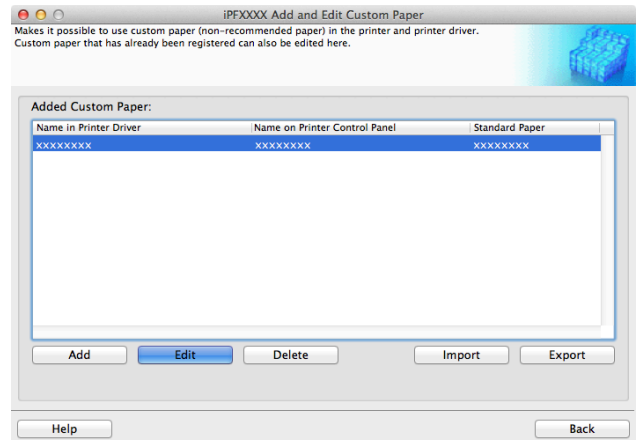 iPFXXXX Add and Edit Custom Paper
Makes it possible to use custom paper (non-recommended paper) in the printer and printer driver.
Custom paper that has already been registered can also be edited here.
Added Custom Paper:
Name in Printer Driver Name on Printer Control Panel Standard Paper
XXXXXXXX XXXXXXXX XXXXXXXX
Add Edit Delete Import Export
Help Back